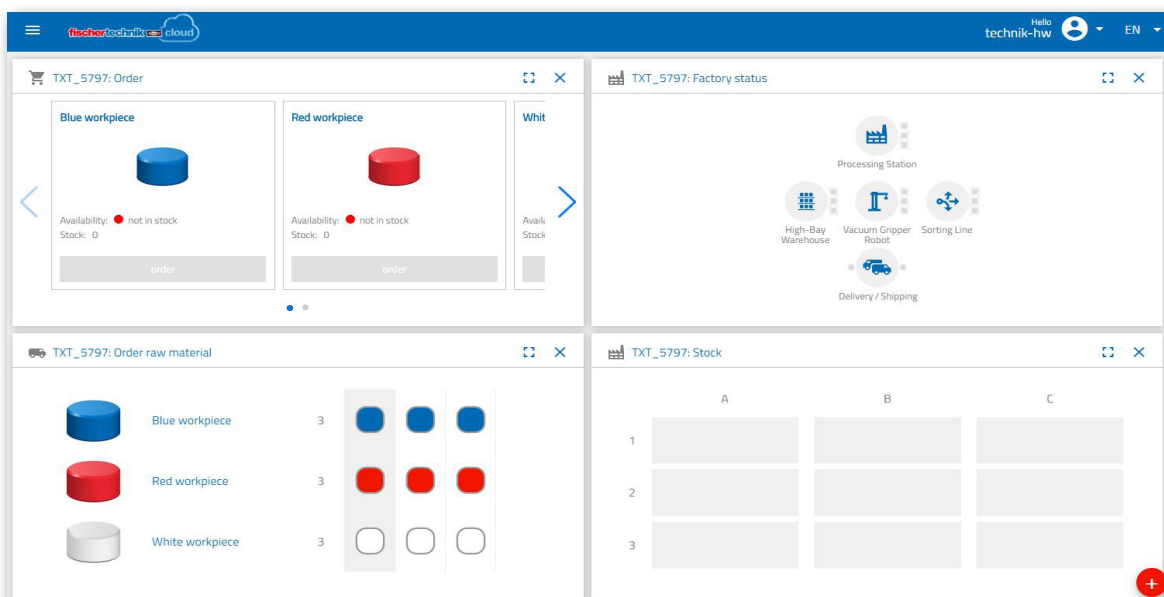 fischertechnik cloud
Hello
technik-hw
EN
TXT_5797: Order
Blue workpiece
Availability: not in stock
Stock: 0
order
Red workpiece
Availability: not in stock
Stock: 0
order
Whit
Availa
Stock
TXT_5797: Factory status
Processing Station
High-Bay
Warehouse
Vacuum Gripper
Robot
Sorting Line
Delivery / Shipping
TXT_5797: Order raw material
Blue workpiece 3
Red workpiece 3
White workpiece 3
TXT_5797: Stock
A B C
1
2
3